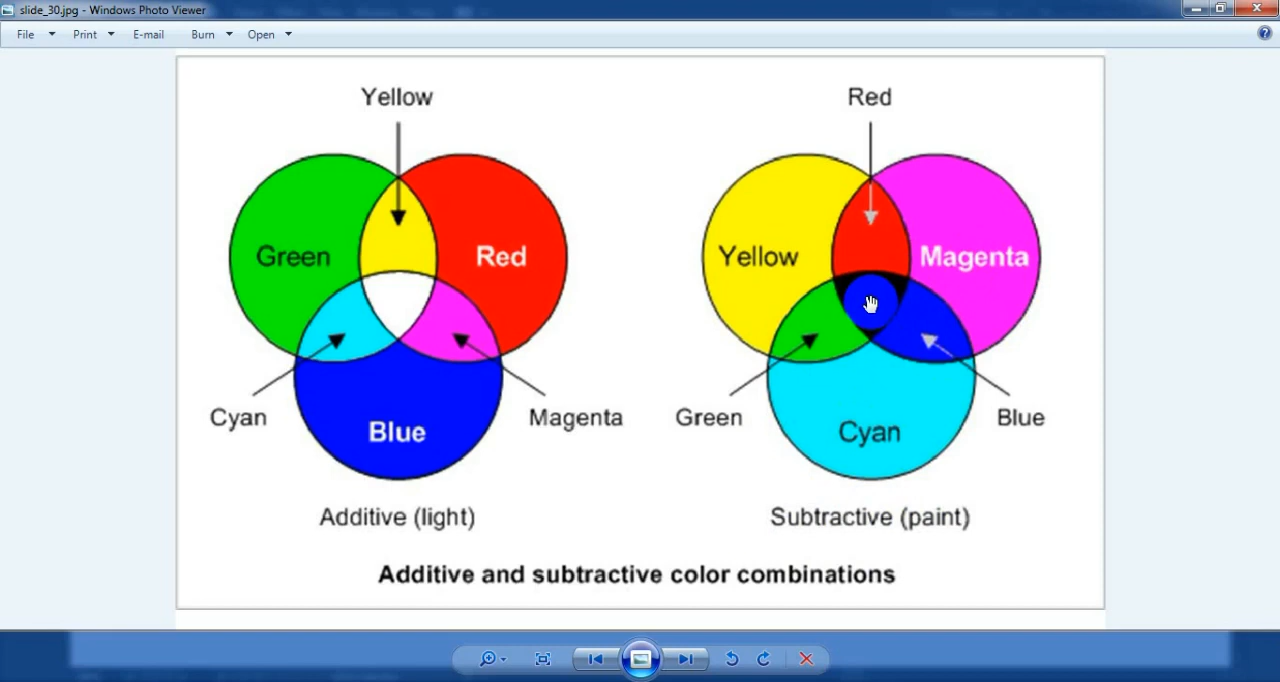 slide_30.jpg - Windows Photo Viewer
File Print E-mail Burn Open
Yellow
Red
Green
Red
Yellow
Magenta
Cyan
Blue
Magenta
Green
Cyan
Blue
Additive (light)
Subtractive (paint)
Additive and subtractive color combinations